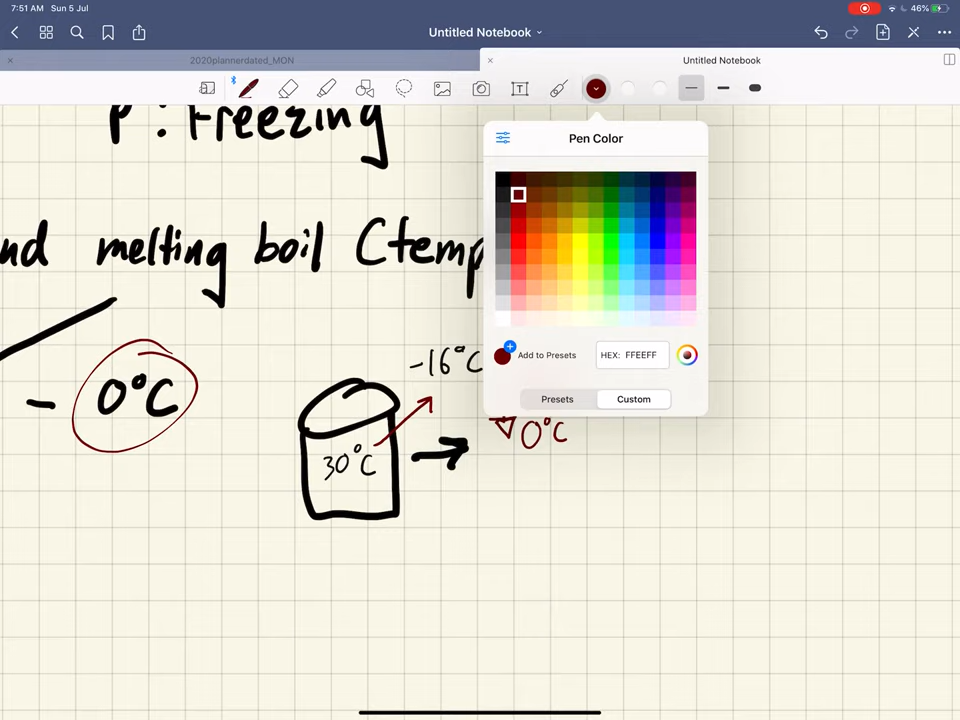 7:51 AM Sun 5 Jul
46%
Untitled Notebook
2020plannerdated_MON
Untitled Notebook
T
P : Freezing
nd melting boil (temp
- 0°C
-16°C
30°C
0°C
Pen Color
Add to Presets
HEX: FFEEFF
Presets
Custom